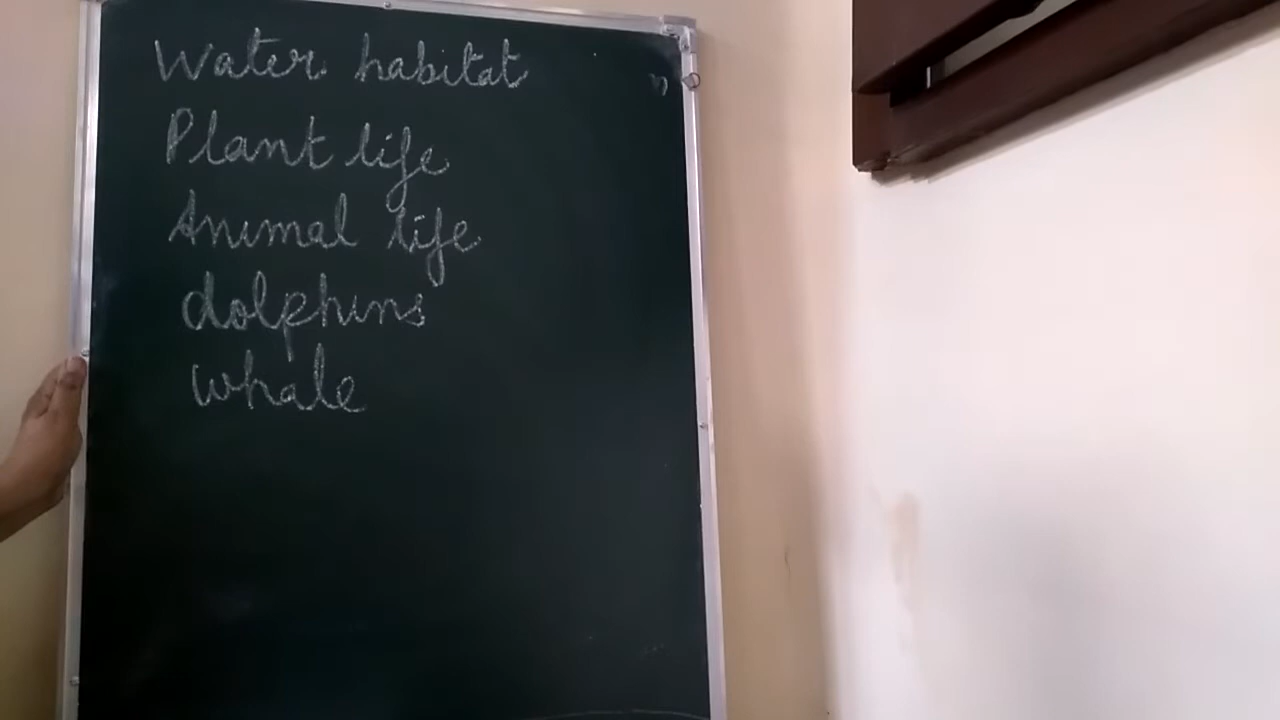 Water habitat
Plant life
Animal life
dolphins
whale